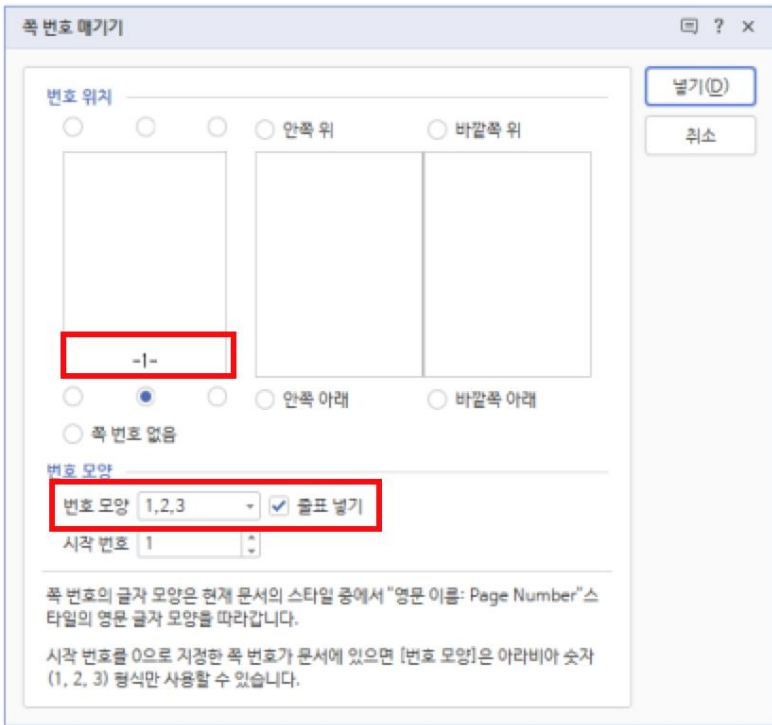 쪽 번호 매기기
넣기(D)
취소
번호 위치
안쪽 위
바깥쪽 위
-1-
안쪽 아래
바깥쪽 아래
쪽 번호 없음
번호 모양
번호 모양 1,2,3 줄표 넣기
시작 번호 1
쪽 번호의 글자 모양은 현재 문서의 스타일 중에서 "영문 이름: Page Number"스
타일의 영문 글자 모양을 따라갑니다.
시작 번호를 0으로 지정한 쪽 번호가 문서에 있으면 [번호 모양]은 아라비아 숫자
(1, 2, 3) 형식만 사용할 수 있습니다.